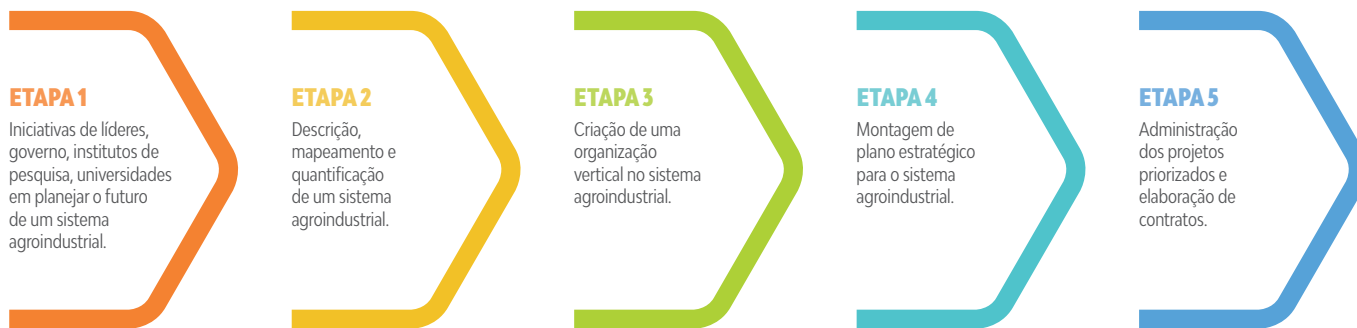 ETAPA 1
Iniciativas de líderes,
governo, institutos de
pesquisa, universidades
em planejar o futuro
de um sistema
agroindustrial.
ETAPA 2
Descrição,
mapeamento e
quantificação
de um sistema
agroindustrial.
ETAPA 3
Criação de uma
organização
vertical no sistema
agroindustrial.
ETAPA 4
Montagem de
plano estratégico
para o sistema
agroindustrial.
ETAPA 5
Administração
dos projetos
priorizados e
elaboração de
contratos.